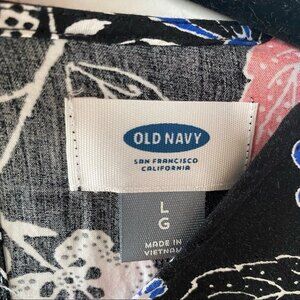 OLD NAVY
SAN FRANCISCO
CALIFORNIA
L
G
MADE IN
VIETNAM